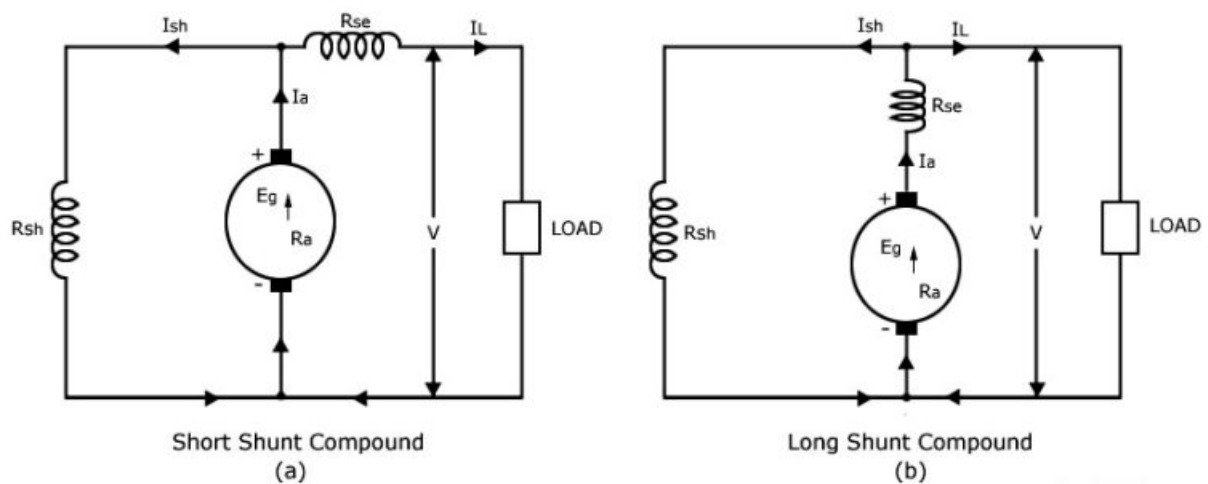 Ish
Rse
IL
Ia
+
Eg
Ra
-
Rsh
V
LOAD
Short Shunt Compound
(a)
Ish
IL
Rse
Ia
+
Eg
Ra
-
Rsh
V
LOAD
Long Shunt Compound
(b)